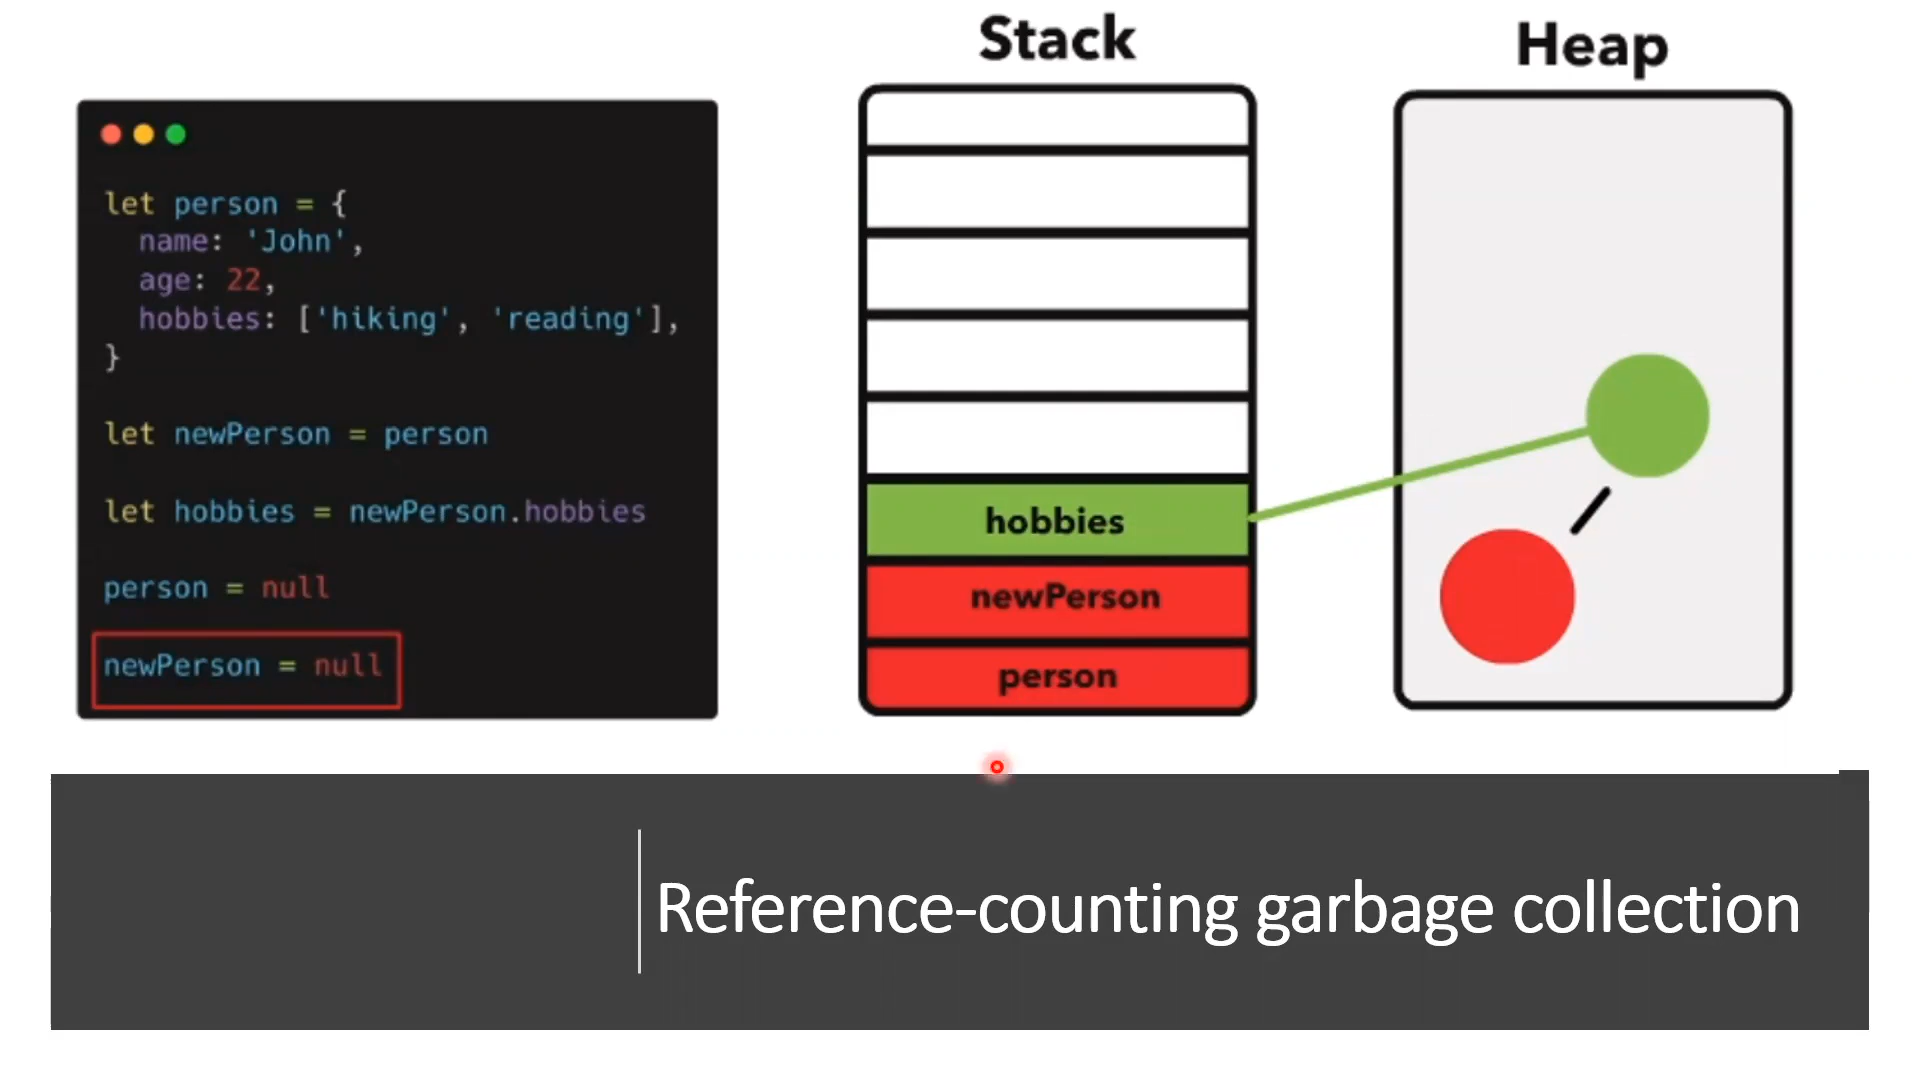 let person = {
  name: 'John',
  age: 22,
  hobbies: ['hiking', 'reading'],
}
let newPerson = person
let hobbies = newPerson.hobbies
person = null
newPerson = null
Stack
hobbies
newPerson
person
Heap
Reference-counting garbage collection